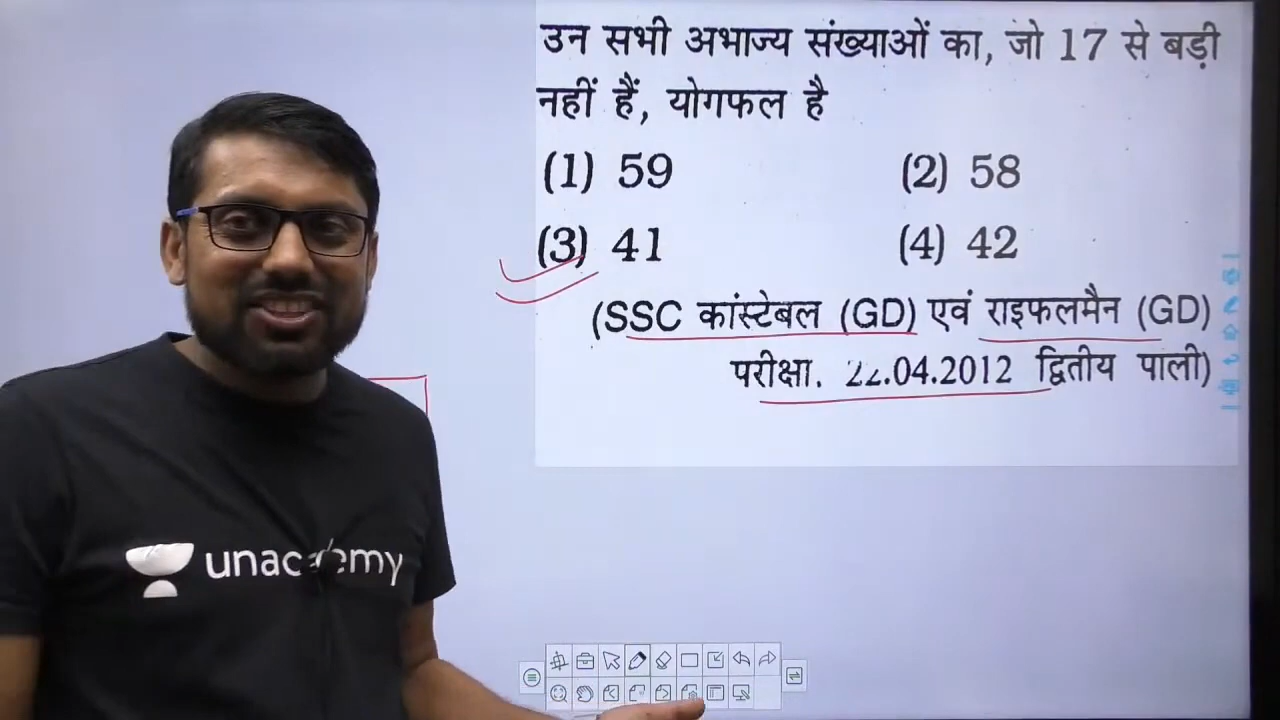 उन सभी अभाज्य संख्याओं का, जो 17 से बड़ी
नहीं हैं, योगफल है
(1) 59 (2) 58
(3) 41 (4) 42
(SSC कांस्टेबल (GD) एवं राइफलमैन (GD)
परीक्षा. 22.04.2012 द्वितीय पाली)
unacademy